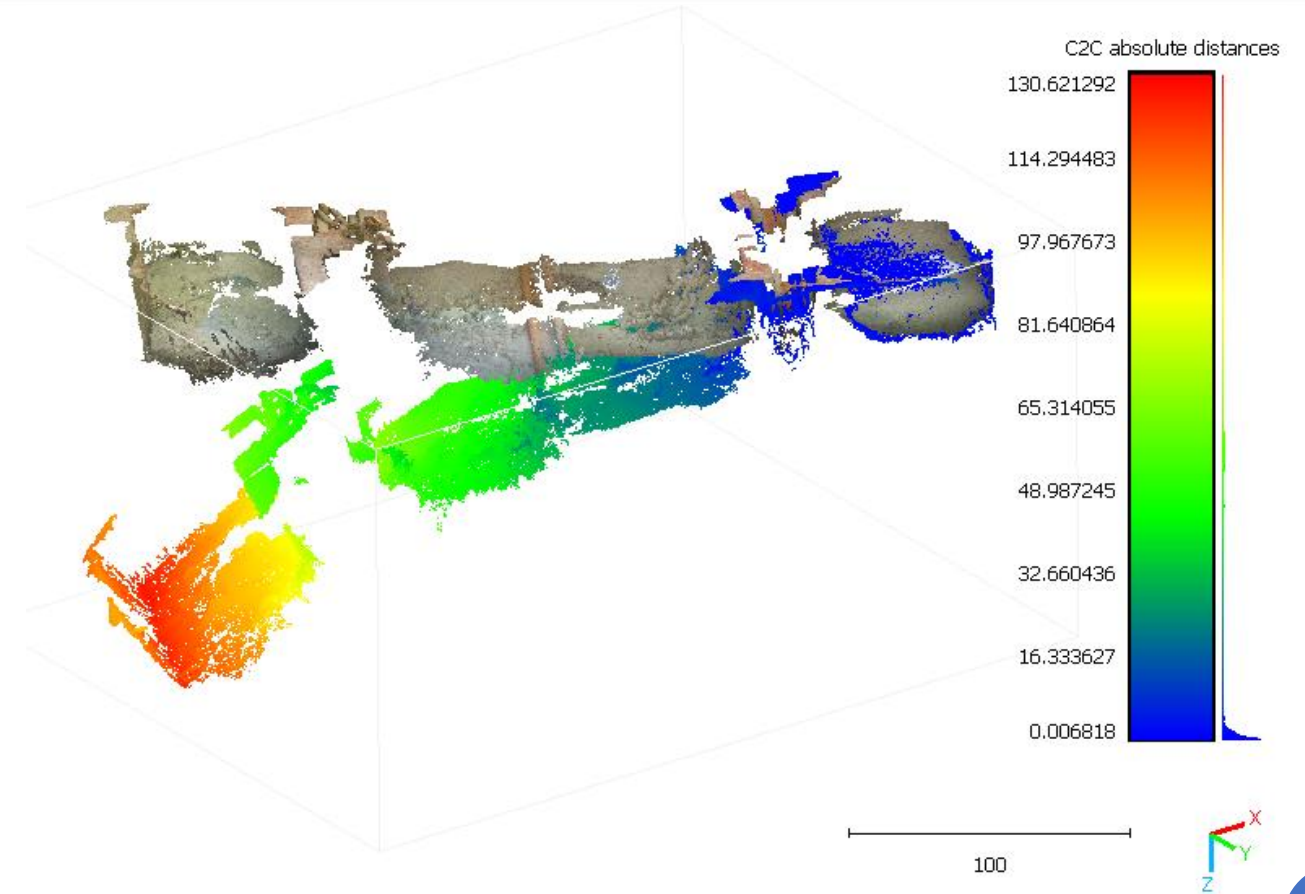 C2C absolute distances
130.621292
114.294483
97.967673
81.640864
65.314055
48.987245
32.660436
16.333627
0.006818
100
X
Y
Z